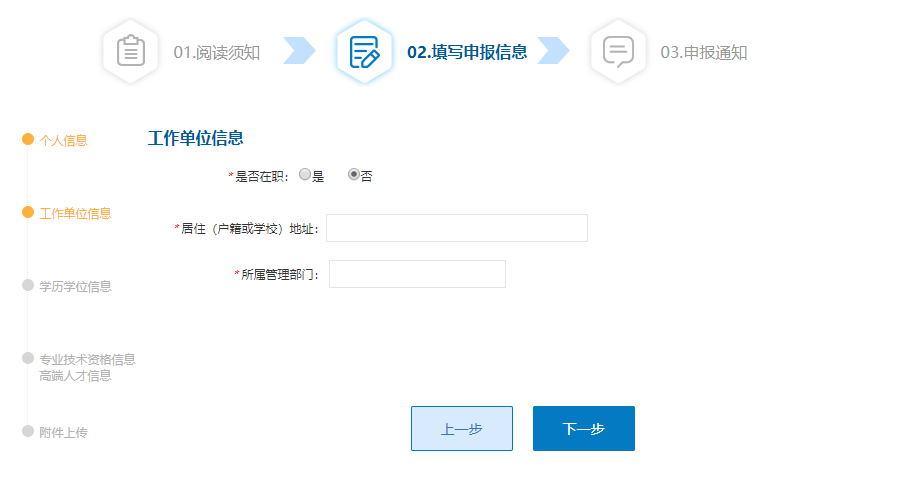 01.阅读须知
02.填写申报信息
03.申报通知
个人信息
工作单位信息
*是否在职：是 否
工作单位信息
*居住（户籍或学校）地址：
*所属管理部门：
学历学位信息
专业技术资格信息
高端人才信息
上一步
下一步
附件上传